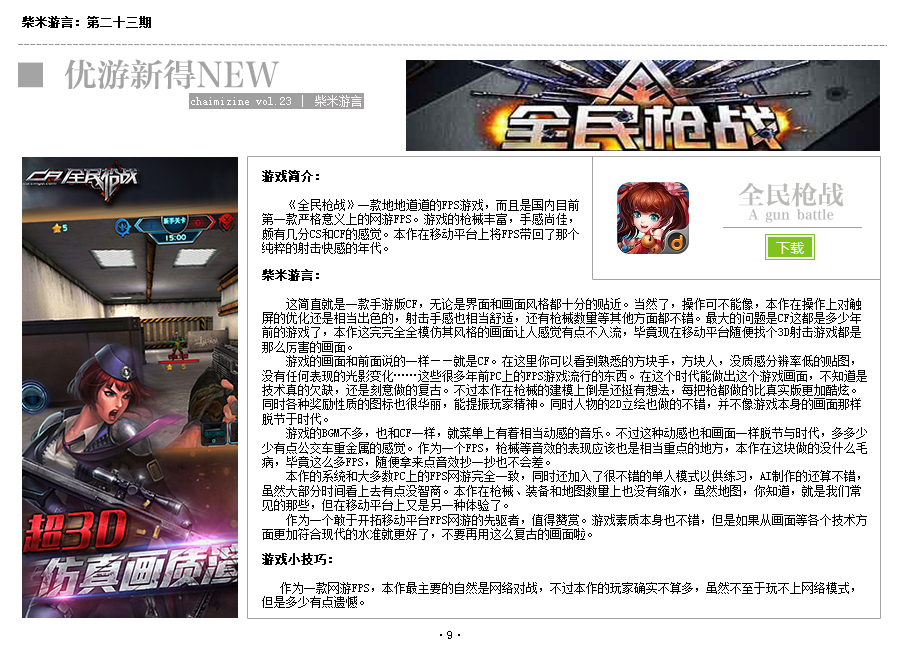 柴米游言：第二十三期
优游新得NEW
chaimizine vol.23 ｜ 柴米游言
全民枪战
CF全民枪战
5
新手关卡
15:00
超3D
仿真画质
游戏简介：
《全民枪战》一款地地道道的FPS游戏，而且是国内目前
第一款严格意义上的网游FPS。游戏的枪械丰富，手感尚佳，
颇有几分CS和CF的感觉。本作在移动平台上将FPS带回了那个
纯粹的射击快感的年代。
全民枪战
A gun battle
下载
柴米游言：
这简直就是一款手游版CF，无论是界面和画面风格都十分的贴近。当然了，操作可不能像，本作在操作上对触
屏的优化还是相当出色的，射击手感也相当舒适，还有枪械数量等其他方面都不错。最大的问题是CF这都是多少年
前的游戏了，本作这完完全全模仿其风格的画面让人感觉有点不入流，毕竟现在移动平台随便找个3D射击游戏都是
那么厉害的画面。
游戏的画面和前面说的一样——就是CF。在这里你可以看到熟悉的方块手，方块人，没质感分辨率低的贴图，
没有任何表现的光影变化……这些很多年前PC上的FPS游戏流行的东西。在这个时代能做出这个游戏画面，不知道是
技术真的欠缺，还是刻意做的复古。不过本作在枪械的建模上倒是还挺有想法，每把枪都做的比真实版更加酷炫。
同时各种奖励性质的图标也很华丽，能提振玩家精神。同时人物的2D立绘也做的不错，并不像游戏本身的画面那样
脱节于时代。
游戏的BGM不多，也和CF一样，就菜单上有着相当动感的音乐。不过这种动感也和画面一样脱节与时代，多多少
少有点公交车重金属的感觉。作为一个FPS，枪械等音效的表现应该也是相当重点的地方，本作在这块做的没什么毛
病，毕竟这么多FPS，随便拿来点音效抄一抄也不会差。
本作的系统和大多数PC上的FPS网游完全一致，同时还加入了很不错的单人模式以供练习，AI制作的还算不错，
虽然大部分时间看上去有点没智商。本作在枪械、装备和地图数量上也没有缩水，虽然地图，你知道，就是我们常
见的那些，但在移动平台上又是另一种体验了。
作为一个敢于开拓移动平台FPS网游的先驱者，值得赞赏。游戏素质本身也不错，但是如果从画面等各个技术方
面更加符合现代的水准就更好了，不要再用这么复古的画面啦。
游戏小技巧：
作为一款网游FPS，本作最主要的自然是网络对战，不过本作的玩家确实不算多，虽然不至于玩不上网络模式，
但是多少有点遗憾。
·9·